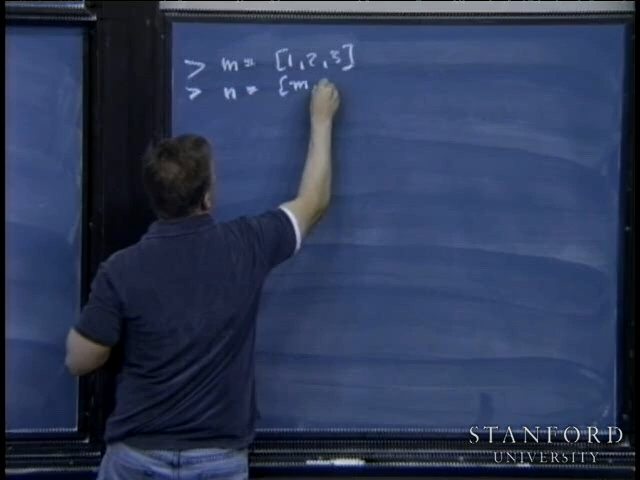 > m = [1, 2, 3]
> n = {m
STANFORD
UNIVERSITY